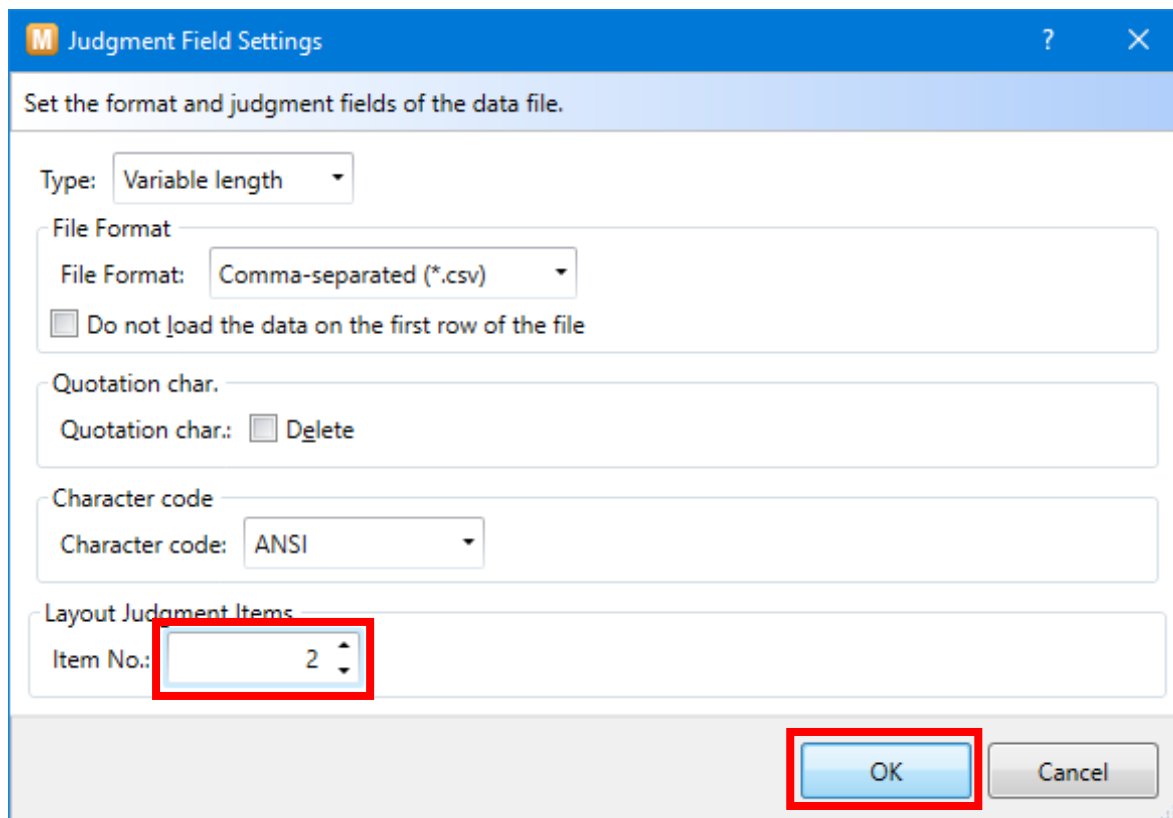 M Judgment Field Settings ?
Set the format and judgment fields of the data file.
Type: Variable length
File Format
File Format: Comma-separated (*.csv)
Do not load the data on the first row of the file
Quotation char.
Quotation char.: Delete
Character code
Character code: ANSI
Layout Judgment Items
Item No.: 2
OK Cancel